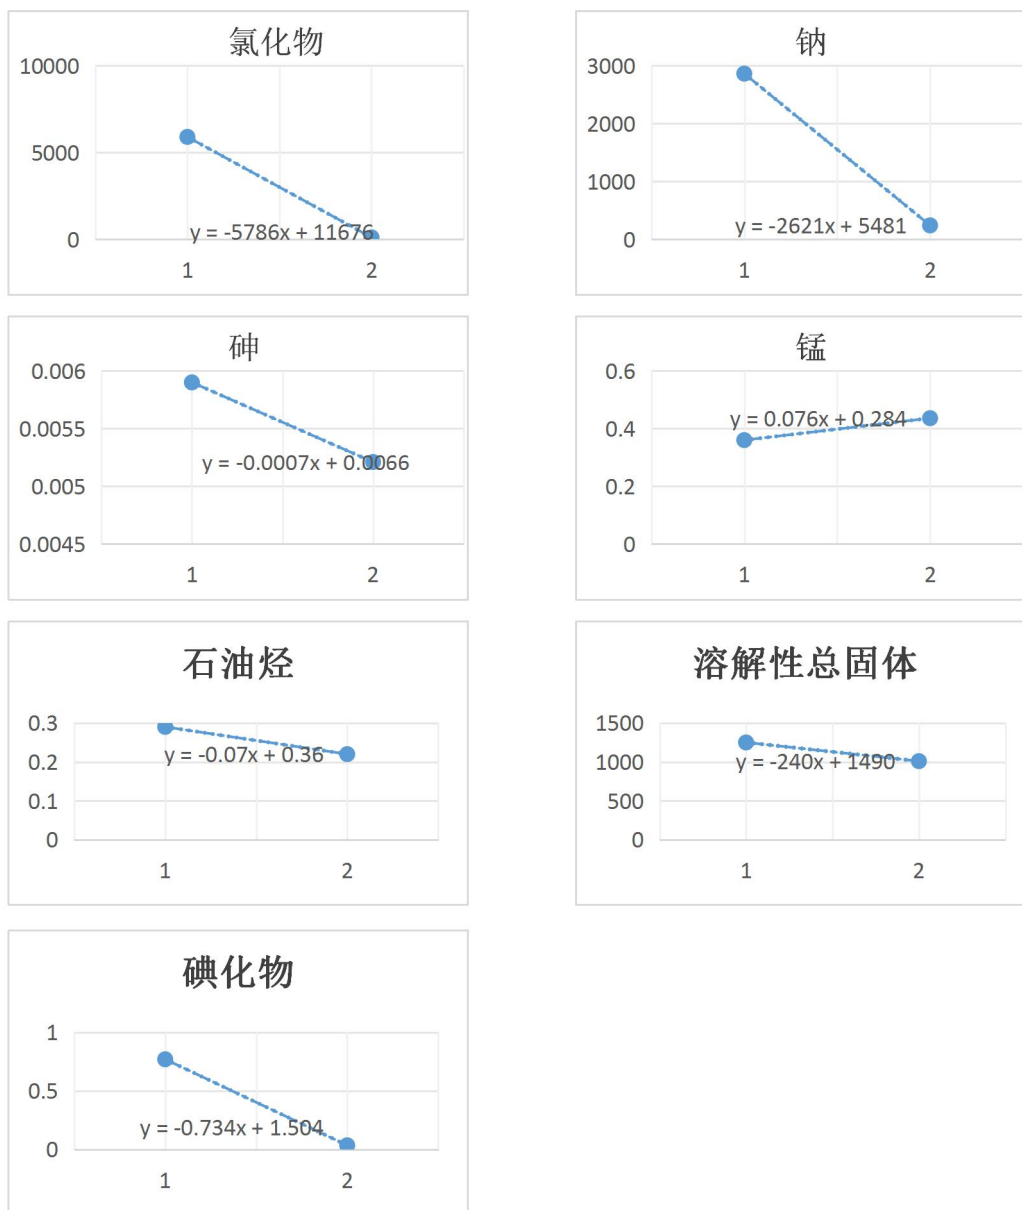 氯化物
10000
5000
0
y = -5786x + 11676
1 2
钠
3000
2000
1000
0
y = -2621x + 5481
1 2
砷
0.006
0.0055
0.005
0.0045
y = -0.0007x + 0.0066
1 2
锰
0.6
0.4
0.2
0
y = 0.076x + 0.284
1 2
石油烃
0.3
0.2
0.1
0
y = -0.07x + 0.36
1 2
溶解性总固体
1500
1000
500
0
y = -240x + 1490
1 2
碘化物
1
0.5
0
y = -0.734x + 1.504
1 2